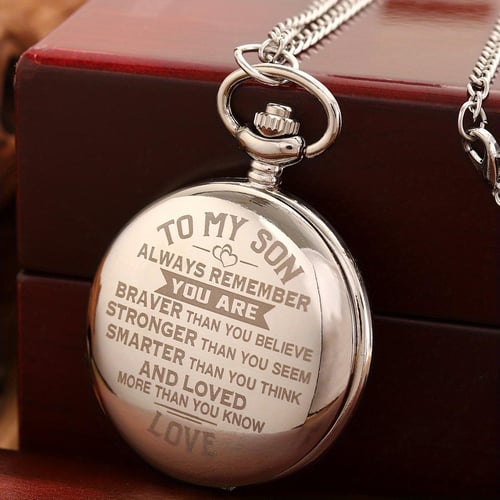 TO MY SON
ALWAYS REMEMBER
YOU ARE
BRAVER THAN YOU BELIEVE
STRONGER THAN YOU SEEM
SMARTER THAN YOU THINK
AND LOVED
MORE THAN YOU KNOW
LOVE